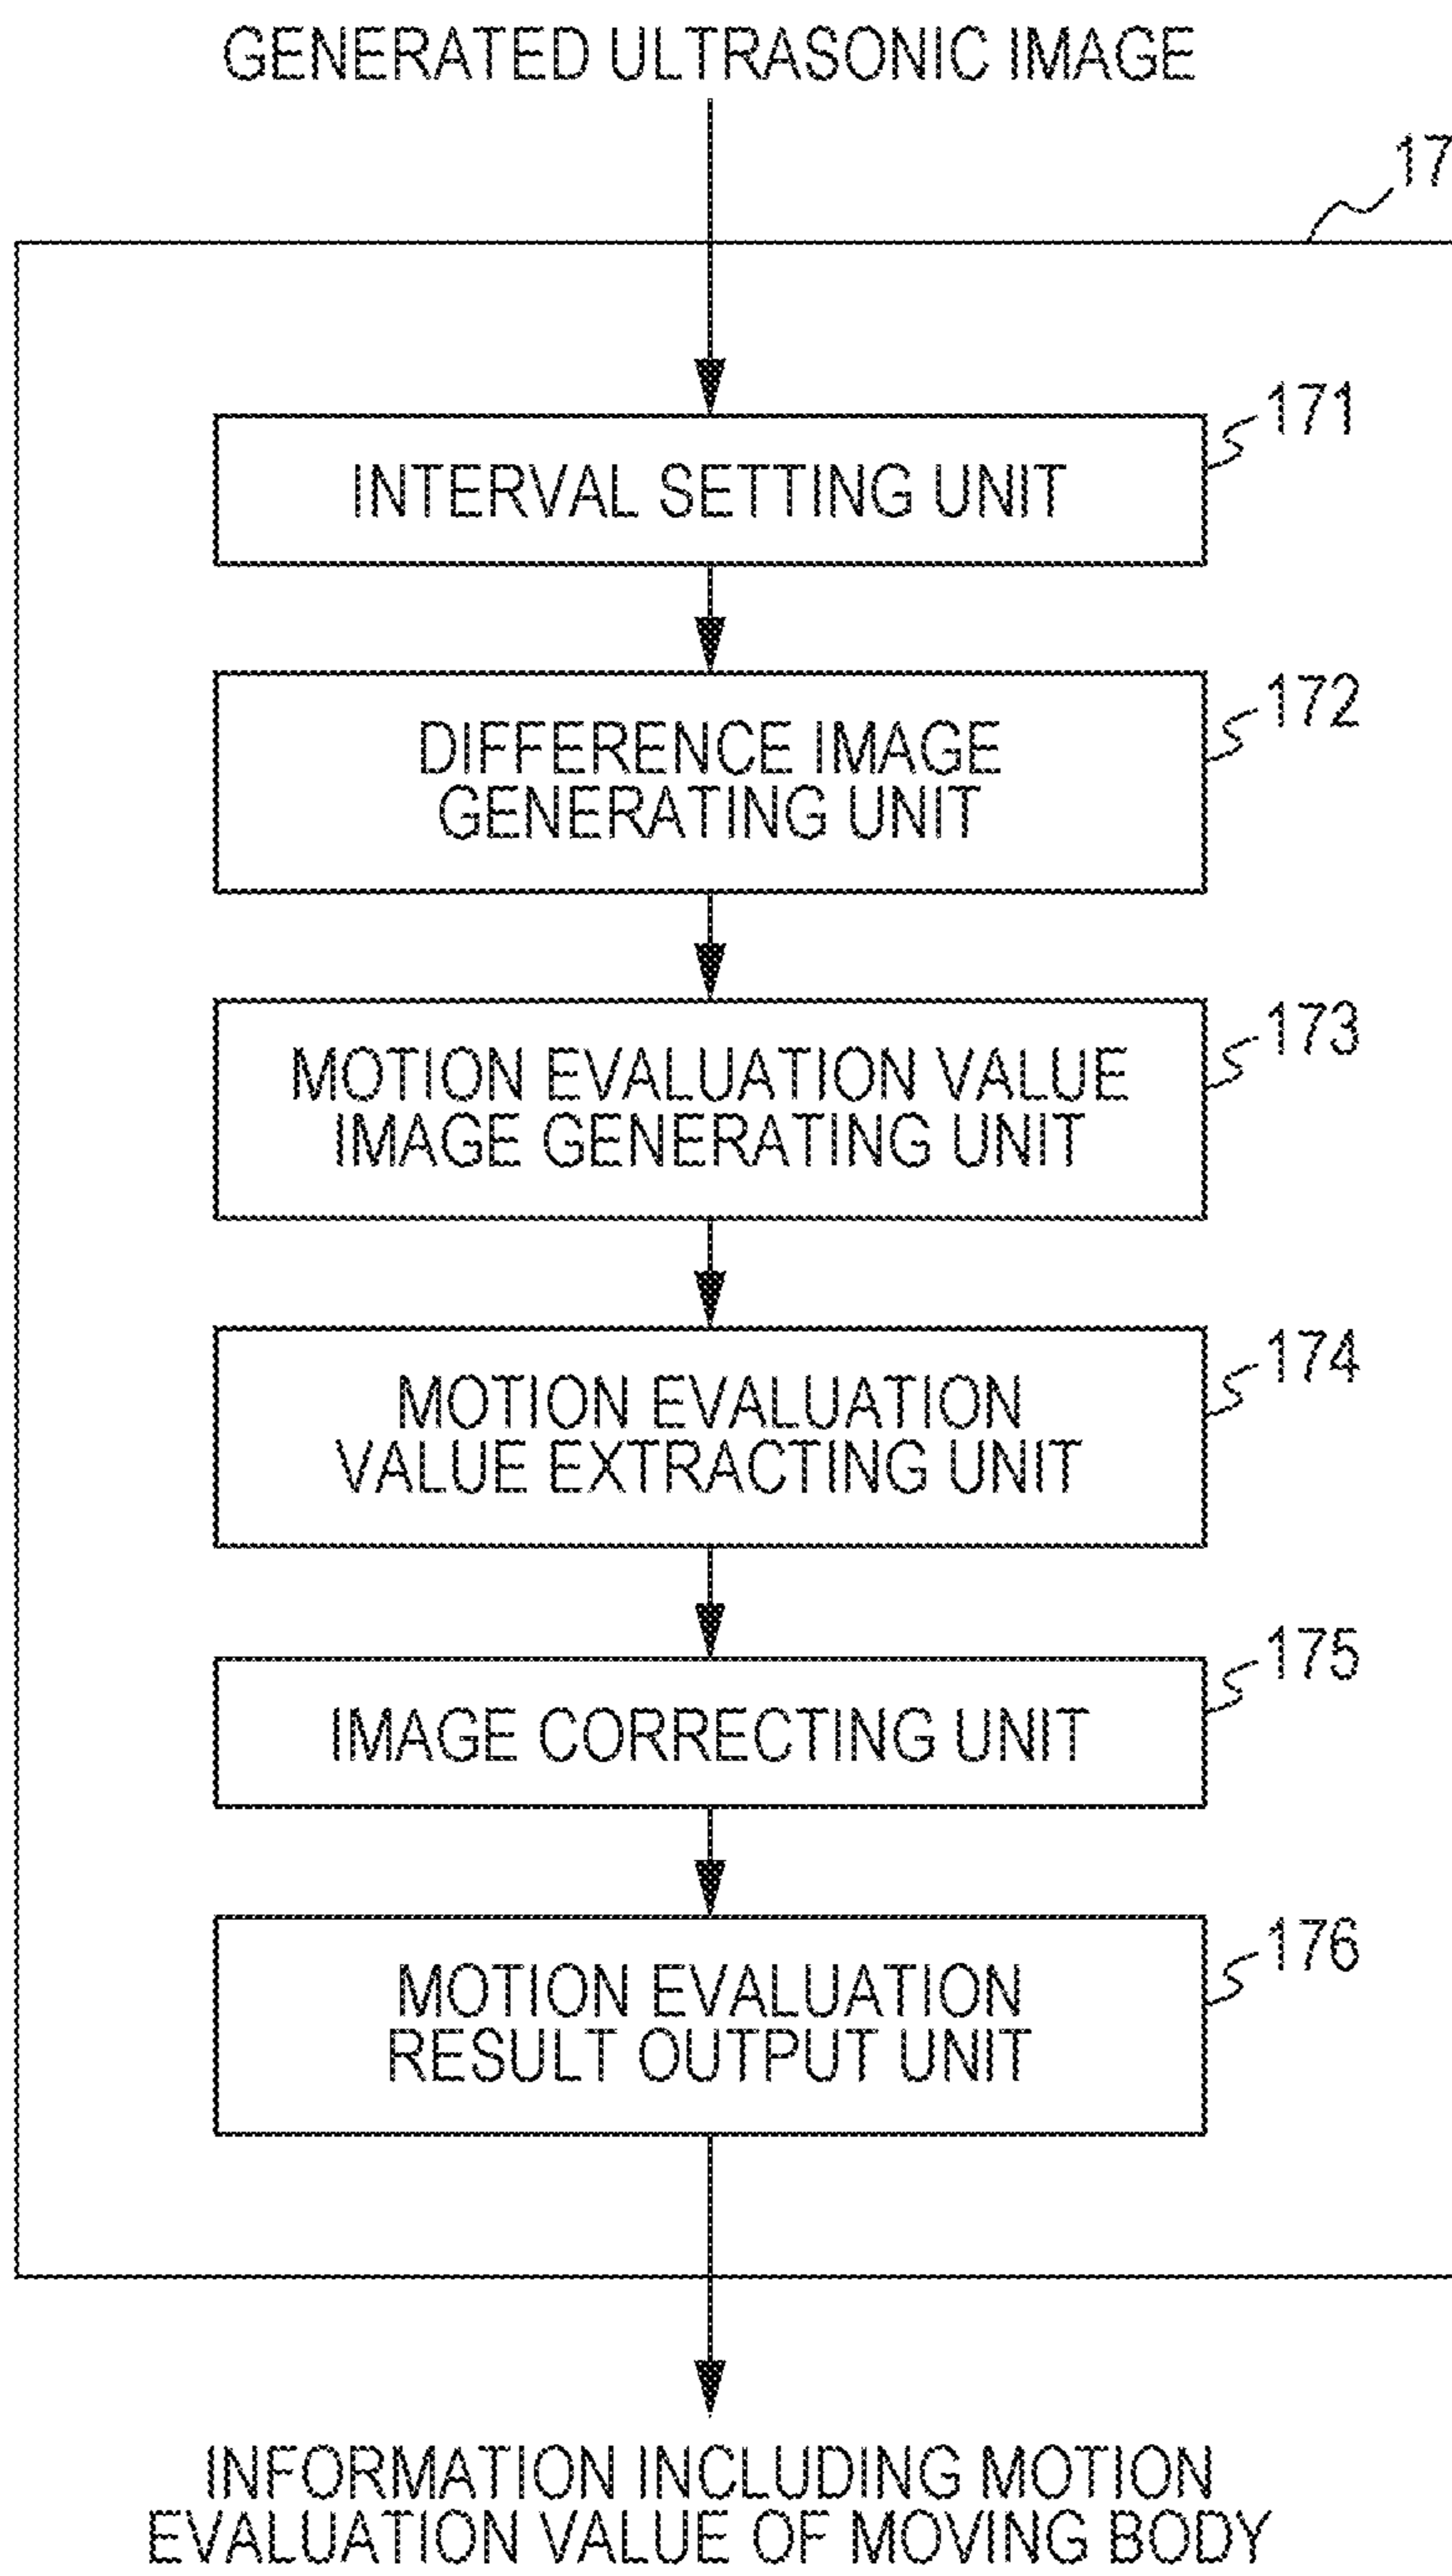 GENERATED ULTRASONIC IMAGE
17
171
INTERVAL SETTING UNIT
172
DIFFERENCE IMAGE
GENERATING UNIT
173
MOTION EVALUATION VALUE
IMAGE GENERATING UNIT
174
MOTION EVALUATION
VALUE EXTRACTING UNIT
175
IMAGE CORRECTING UNIT
176
MOTION EVALUATION
RESULT OUTPUT UNIT
INFORMATION INCLUDING MOTION
EVALUATION VALUE OF MOVING BODY